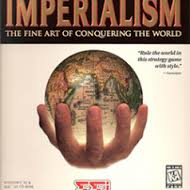 IMPERIALISM
THE FINE ART OF CONQUERING THE WORLD
"Rule the world in
this strategy game
with style."
SSI